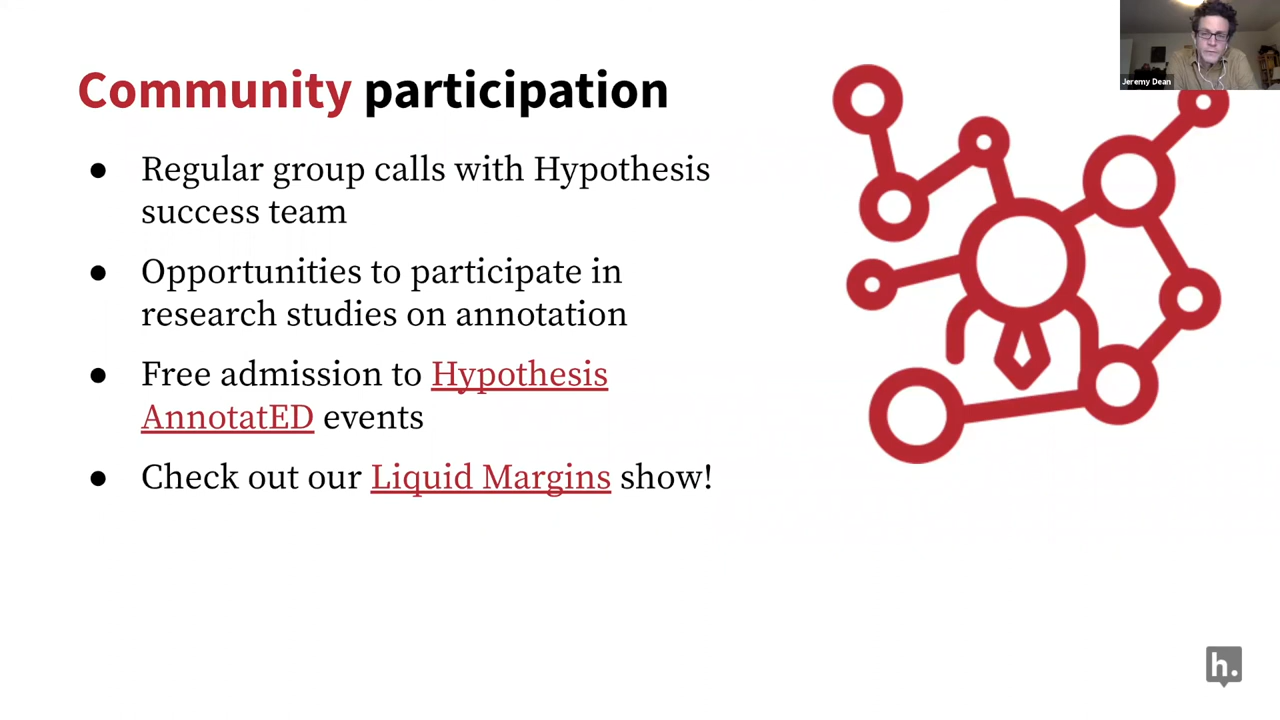 Jeremy Dean
Community participation
● Regular group calls with Hypothesis
success team
● Opportunities to participate in
research studies on annotation
● Free admission to Hypothesis
AnnotatED events
● Check out our Liquid Margins show!
h.